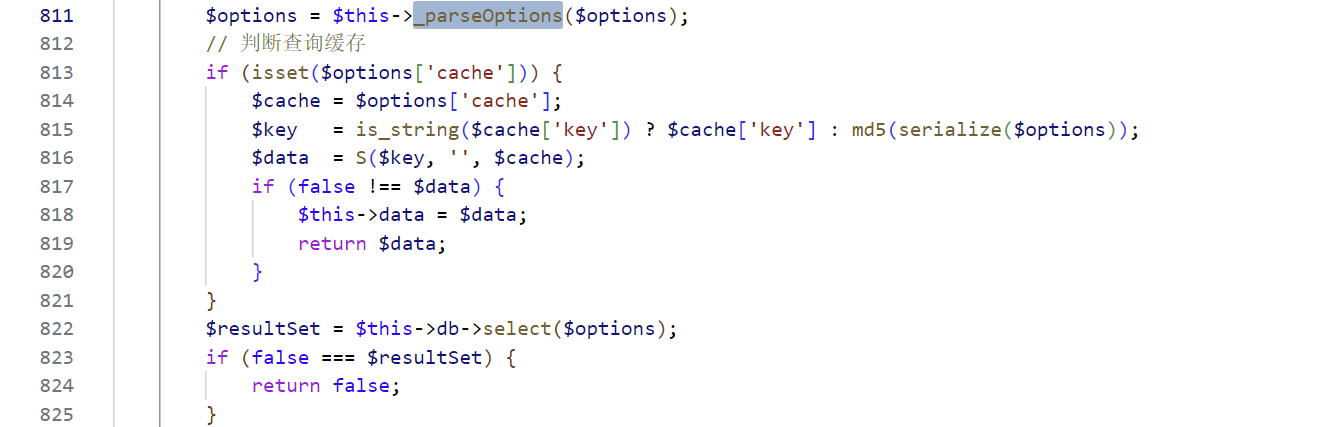 811 $options = $this->_parseOptions($options);
812 // 判断查询缓存
813 if (isset($options['cache'])) {
814 $cache = $options['cache'];
815 $key   = is_string($cache['key']) ? $cache['key'] : md5(serialize($options));
816 $data  = S($key, '', $cache);
817 if (false !== $data) {
818 $this->data = $data;
819 return $data;
820 }
821 }
822 $resultSet = $this->db->select($options);
823 if (false === $resultSet) {
824 return false;
825 }